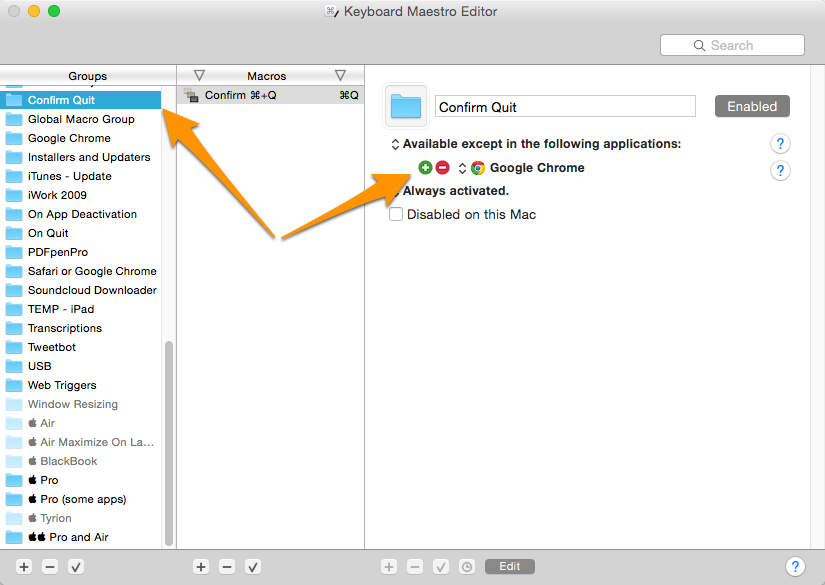 Keyboard Maestro Editor
Search
Groups
Macros
Confirm Quit
Global Macro Group
Google Chrome
Installers and Updaters
iTunes - Update
iWork 2009
On App Deactivation
On Quit
PDFpenPro
Safari or Google Chrome
Soundcloud Downloader
TEMP - iPad
Transcriptions
Tweetbot
USB
Web Triggers
Window Resizing
Air
Air Maximize On La...
BlackBook
Pro
Pro (some apps)
Tyrion
Pro and Air
Confirm ⌘+Q ⌘Q
Confirm Quit
Enabled
Available except in the following applications:
?
Google Chrome
?
Always activated.
Disabled on this Mac
Edit
?